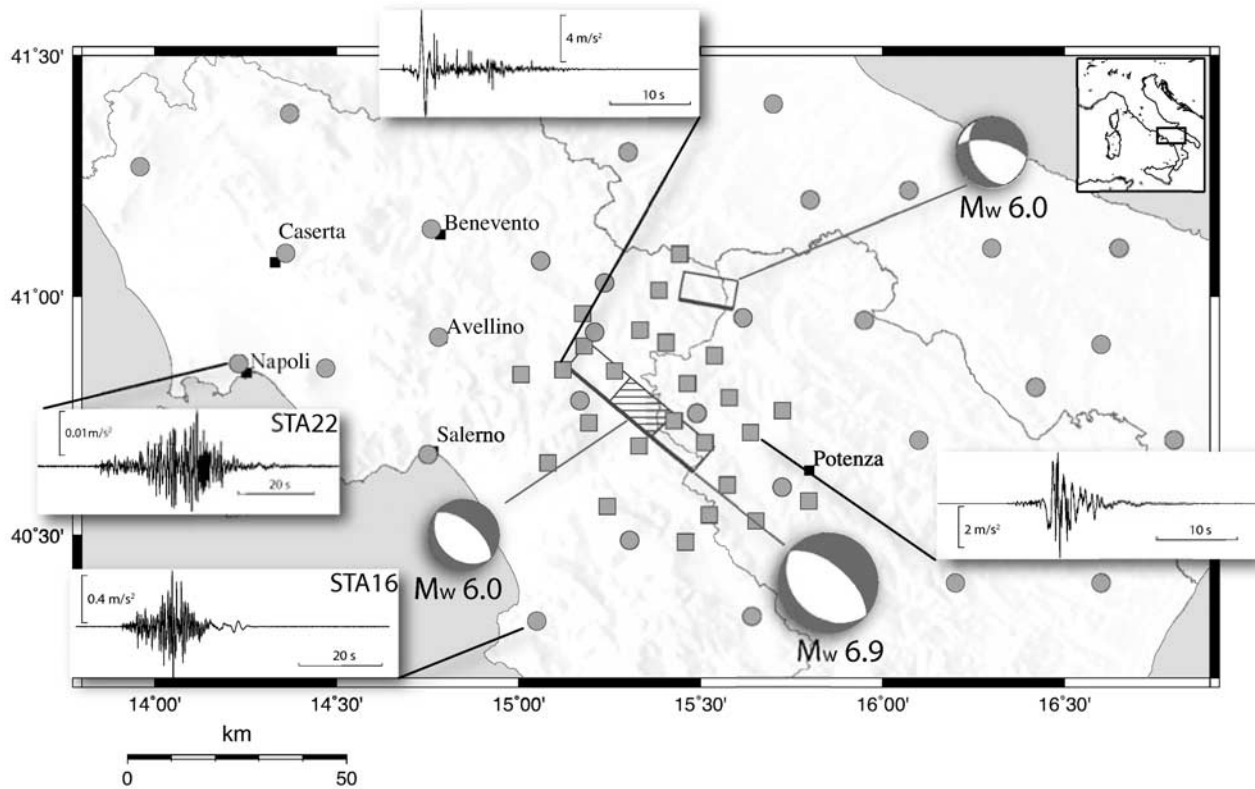 4 m/s²
10 s
41˚30'
41˚00'
40˚30'
Mw 6.0
Benevento
Caserta
Avellino
Napoli
STA22
0.01m/s²
20 s
Salerno
Potenza
2 m/s²
10 s
STA16
0.4 m/s²
20 s
Mw 6.0
Mw 6.9
14˚00' 14˚30' 15˚00' 15˚30' 16˚00' 16˚30'
km
0 50